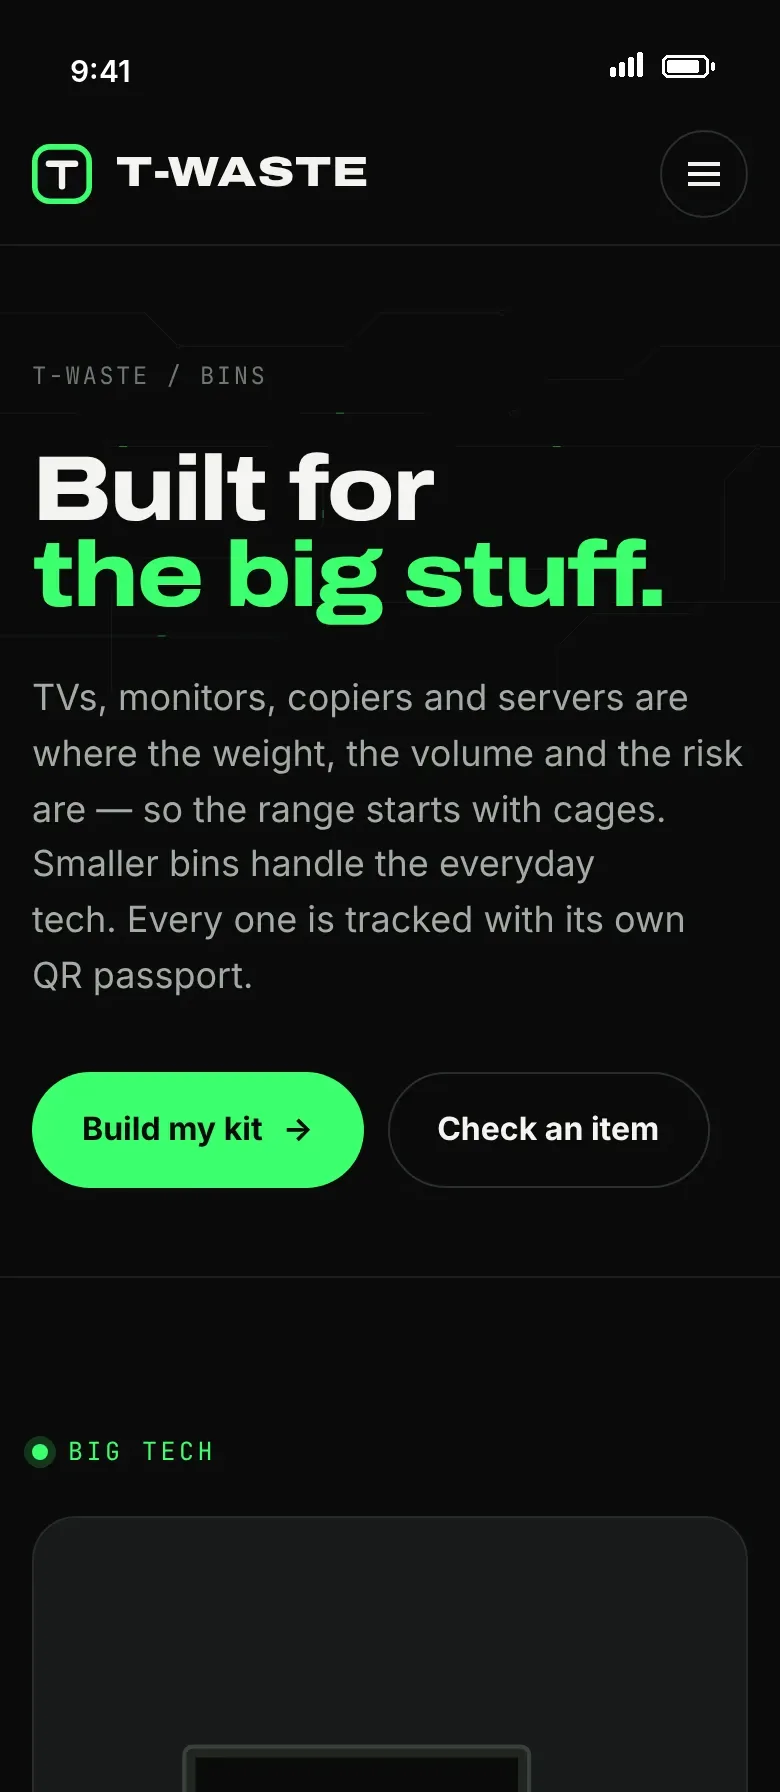 9:41
T
T-WASTE
T-WASTE / BINS
Built for
the big stuff.
TVs, monitors, copiers and servers are
where the weight, the volume and the risk
are — so the range starts with cages.
Smaller bins handle the everyday
tech. Every one is tracked with its own
QR passport.
Build my kit →
Check an item
BIG TECH